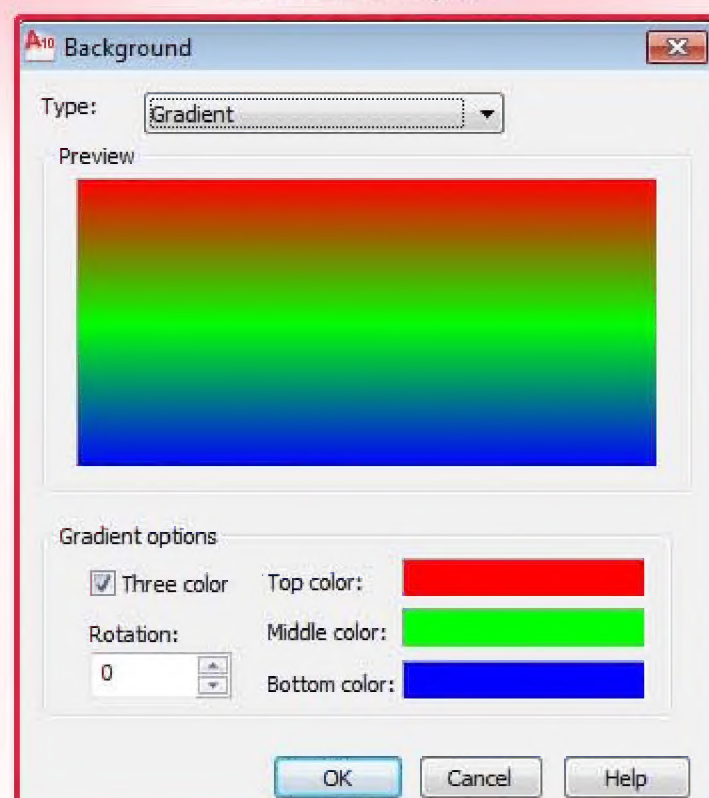 A10 Background
Type: Gradient
Preview
Gradient options
Three color Top color:
Rotation: Middle color:
0
Bottom color:
OK Cancel Help